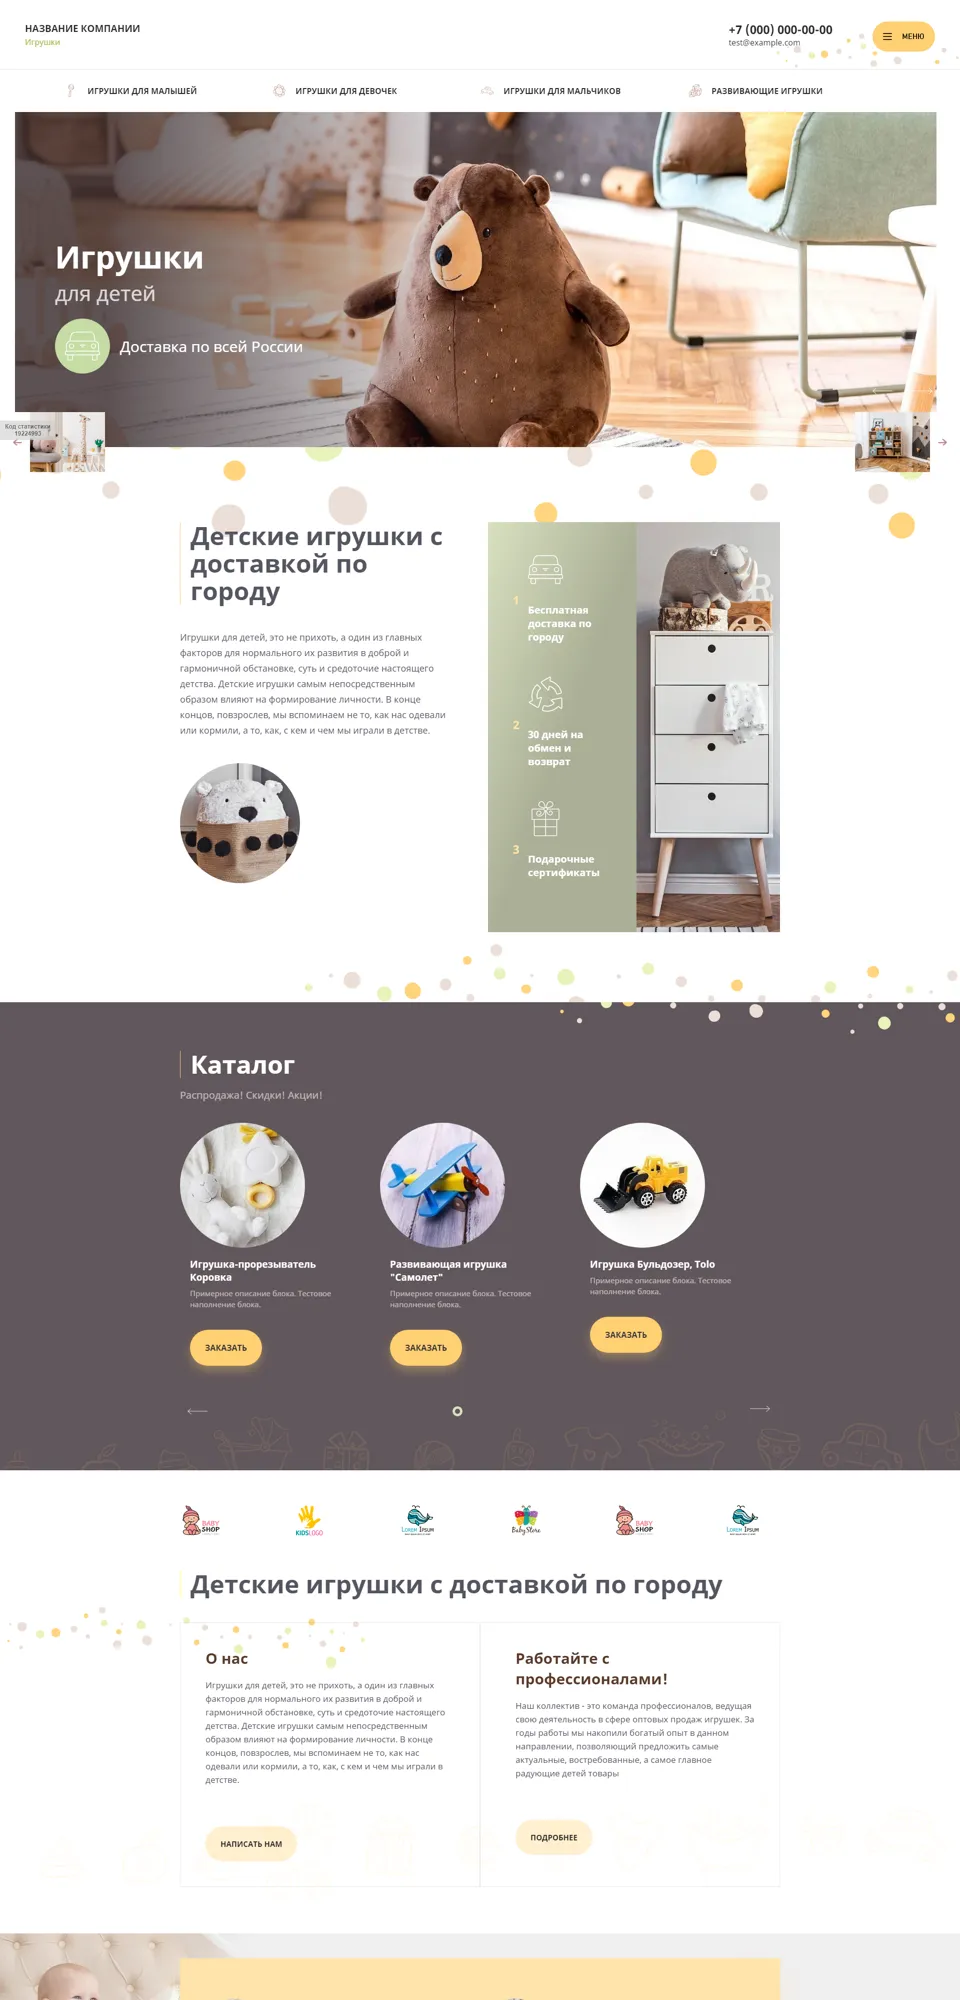 НАЗВАНИЕ КОМПАНИИ
Игрушки
+7 (000) 000-00-00
test@example.com
МЕНЮ
ИГРУШКИ ДЛЯ МАЛЫШЕЙ
ИГРУШКИ ДЛЯ ДЕВОЧЕК
ИГРУШКИ ДЛЯ МАЛЬЧИКОВ
РАЗВИВАЮЩИЕ ИГРУШКИ
Игрушки
для детей
Доставка по всей России
Код статистики
19224993
Детские игрушки с
доставкой по
городу
Игрушки для детей, это не прихоть, а один из главных
факторов для нормального их развития в доброй и
гармоничной обстановке, суть и средоточие настоящего
детства. Детские игрушки самым непосредственным
образом влияют на формирование личности. В конце
концов, повзрослев, мы вспоминаем не то, как нас одевали
или кормили, а то, как, с кем и чем мы играли в детстве.
1
Бесплатная
доставка по
городу
2
30 дней на
обмен и
возврат
3
Подарочные
сертификаты
Каталог
Распродажа! Скидки! Акции!
Игрушка-прорезыватель
Коровка
Примерное описание блока. Тестовое
наполнение блока.
ЗАКАЗАТЬ
Развивающая игрушка
"Самолет"
Примерное описание блока. Тестовое
наполнение блока.
ЗАКАЗАТЬ
Игрушка Бульдозер, Tolo
Примерное описание блока. Тестовое
наполнение блока.
ЗАКАЗАТЬ
BABY
SHOP
KIDSLOGO
LOREM IPSUM
Baby Store
BABY
SHOP
LOREM IPSUM
Детские игрушки с доставкой по городу
О нас
Игрушки для детей, это не прихоть, а один из главных
факторов для нормального их развития в доброй и
гармоничной обстановке, суть и средоточие настоящего
детства. Детские игрушки самым непосредственным
образом влияют на формирование личности. В конце
концов, повзрослев, мы вспоминаем не то, как нас
одевали или кормили, а то, как, с кем и чем мы играли в
детстве.
НАПИСАТЬ НАМ
Работайте с
профессионалами!
Наш коллектив - это команда профессионалов, ведущая
свою деятельность в сфере оптовых продаж игрушек. За
годы работы мы накопили богатый опыт в данном
направлении, позволяющий предложить самые
актуальные, востребованные, а самое главное
радующие детей товары
ПОДРОБНЕЕ